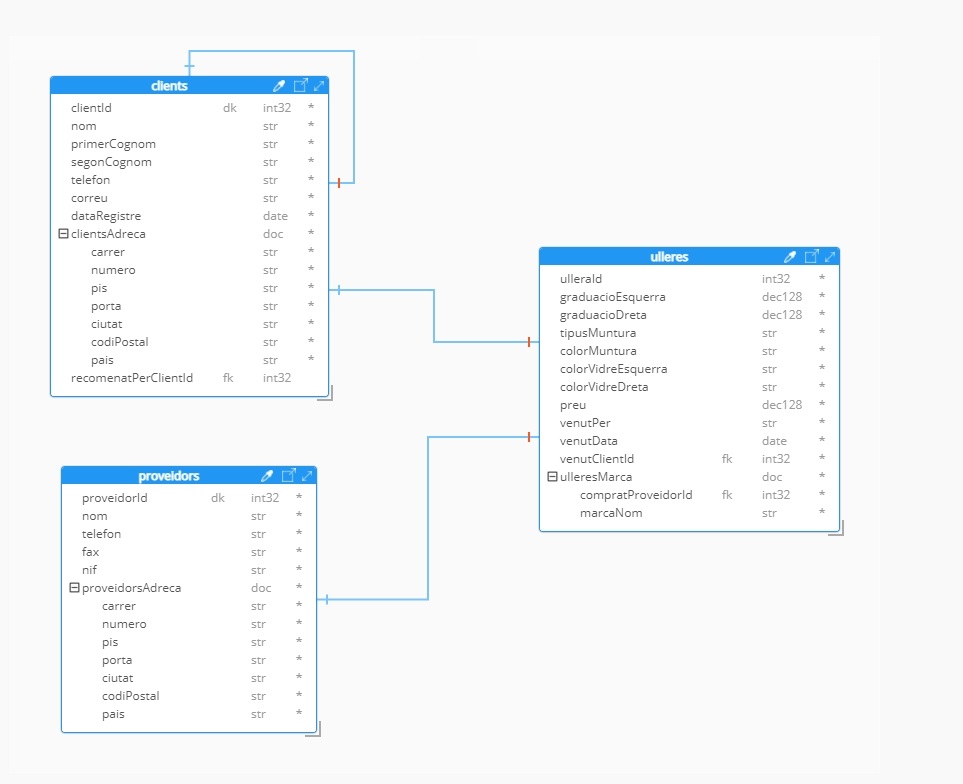 clients
clientId dk int32 *
nom str *
primerCognom str *
segonCognom str *
telefon str *
correu str *
dataRegistre date *
clientsAdreca doc *
carrer str *
numero str *
pis str *
porta str *
ciutat str *
codiPostal str *
pais str *
recomenatPerClientId fk int32
ulleres
ulleraId int32 *
graduacioEsquerra dec128 *
graduacioDreta dec128 *
tipusMuntura str *
colorMuntura str *
colorVidreEsquerra str *
colorVidreDreta str *
preu dec128 *
venutPer str *
venutData date *
venutClientId fk int32 *
ulleresMarca doc *
compratProveidorId fk int32 *
marcaNom str *
proveidors
proveidorId dk int32 *
nom str *
telefon str *
fax str *
nif str *
proveidorsAdreca doc *
carrer str *
numero str *
pis str *
porta str *
ciutat str *
codiPostal str *
pais str *